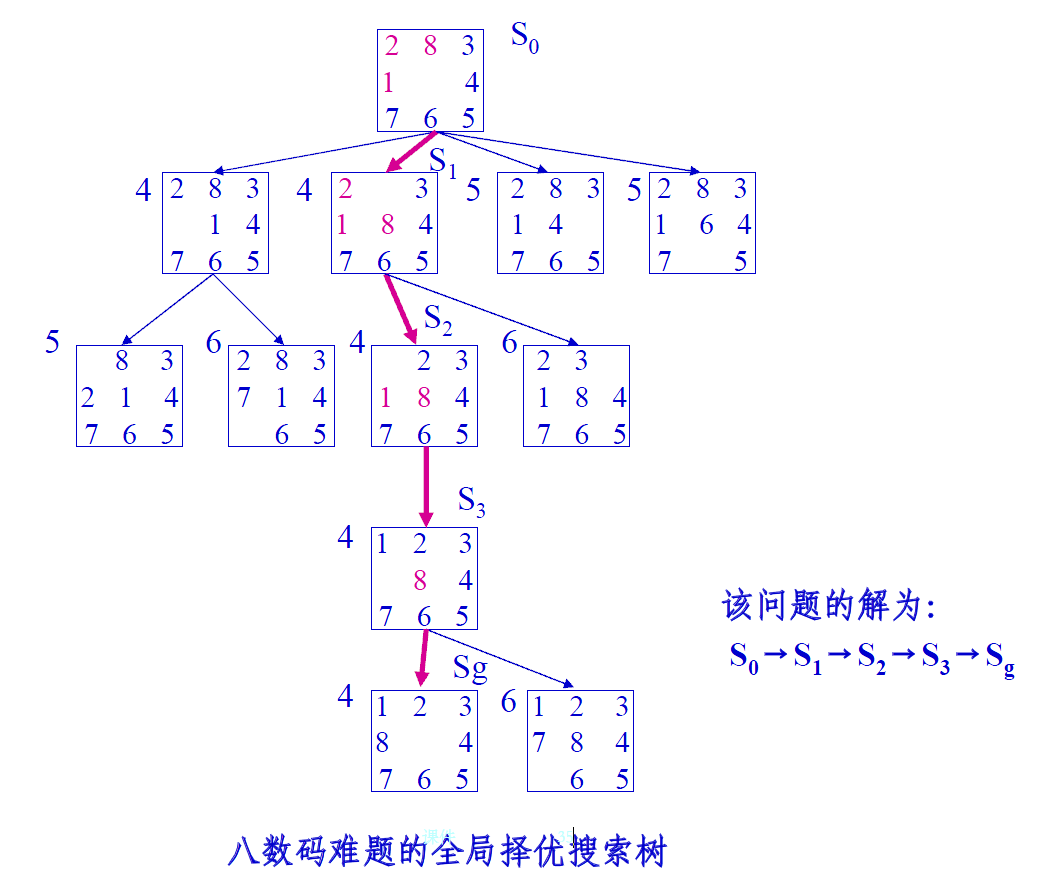 2 8 3 S0
1 4
7 6 5
S1
4 2 8 3 4 2 3 5 2 8 3 5 2 8 3
1 4 1 8 4 1 4 1 6 4
7 6 5 7 6 5 7 6 5 7 5
S2
5 8 3 6 2 8 3 4 2 3 6 2 3
2 1 4 7 1 4 1 8 4 1 8 4
7 6 5 6 5 7 6 5 7 6 5
S3
4 1 2 3
8 4
7 6 5
该问题的解为:
S0→S1→S2→S3→Sg
Sg
4 1 2 3 6 1 2 3
8 4 7 8 4
7 6 5 6 5
八数码难题的全局择优搜索树